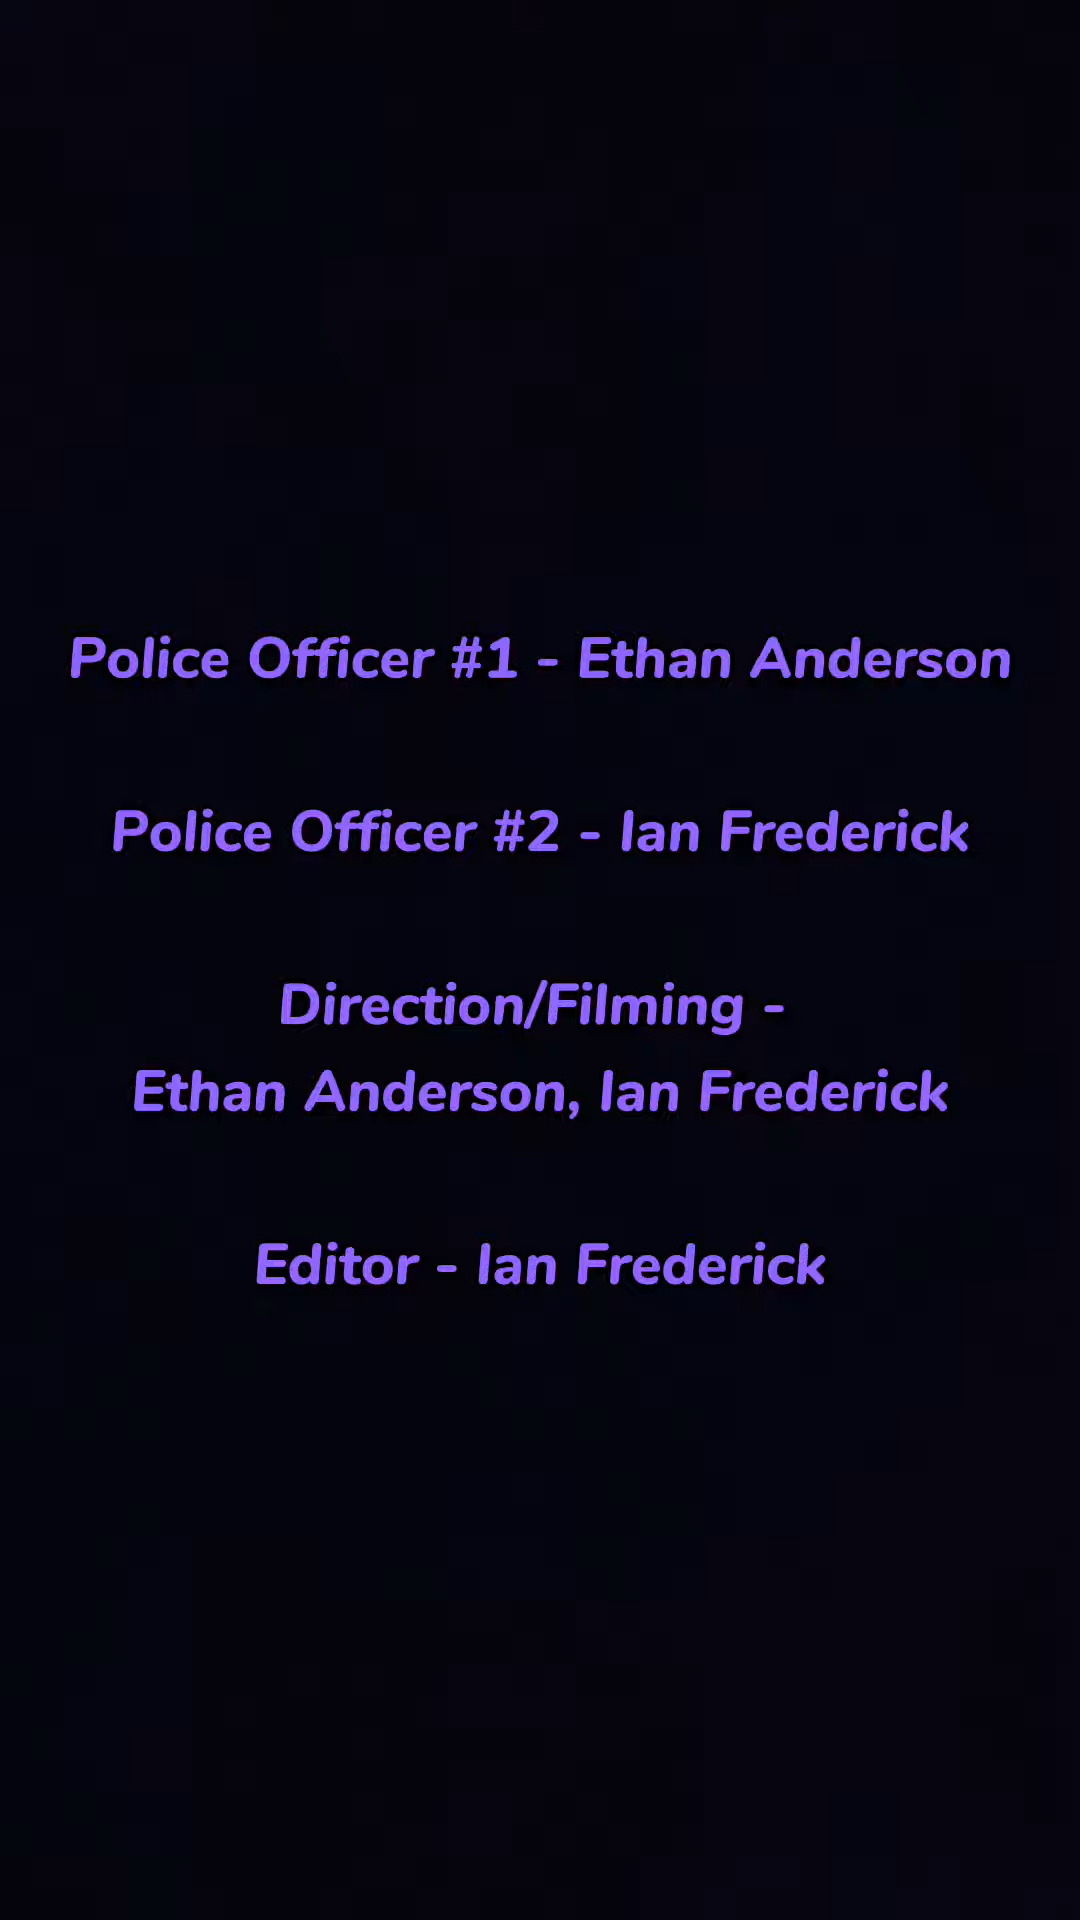 Police Officer #1 - Ethan Anderson
Police Officer #2 - Ian Frederick
Direction/Filming -
Ethan Anderson, Ian Frederick
Editor - Ian Frederick